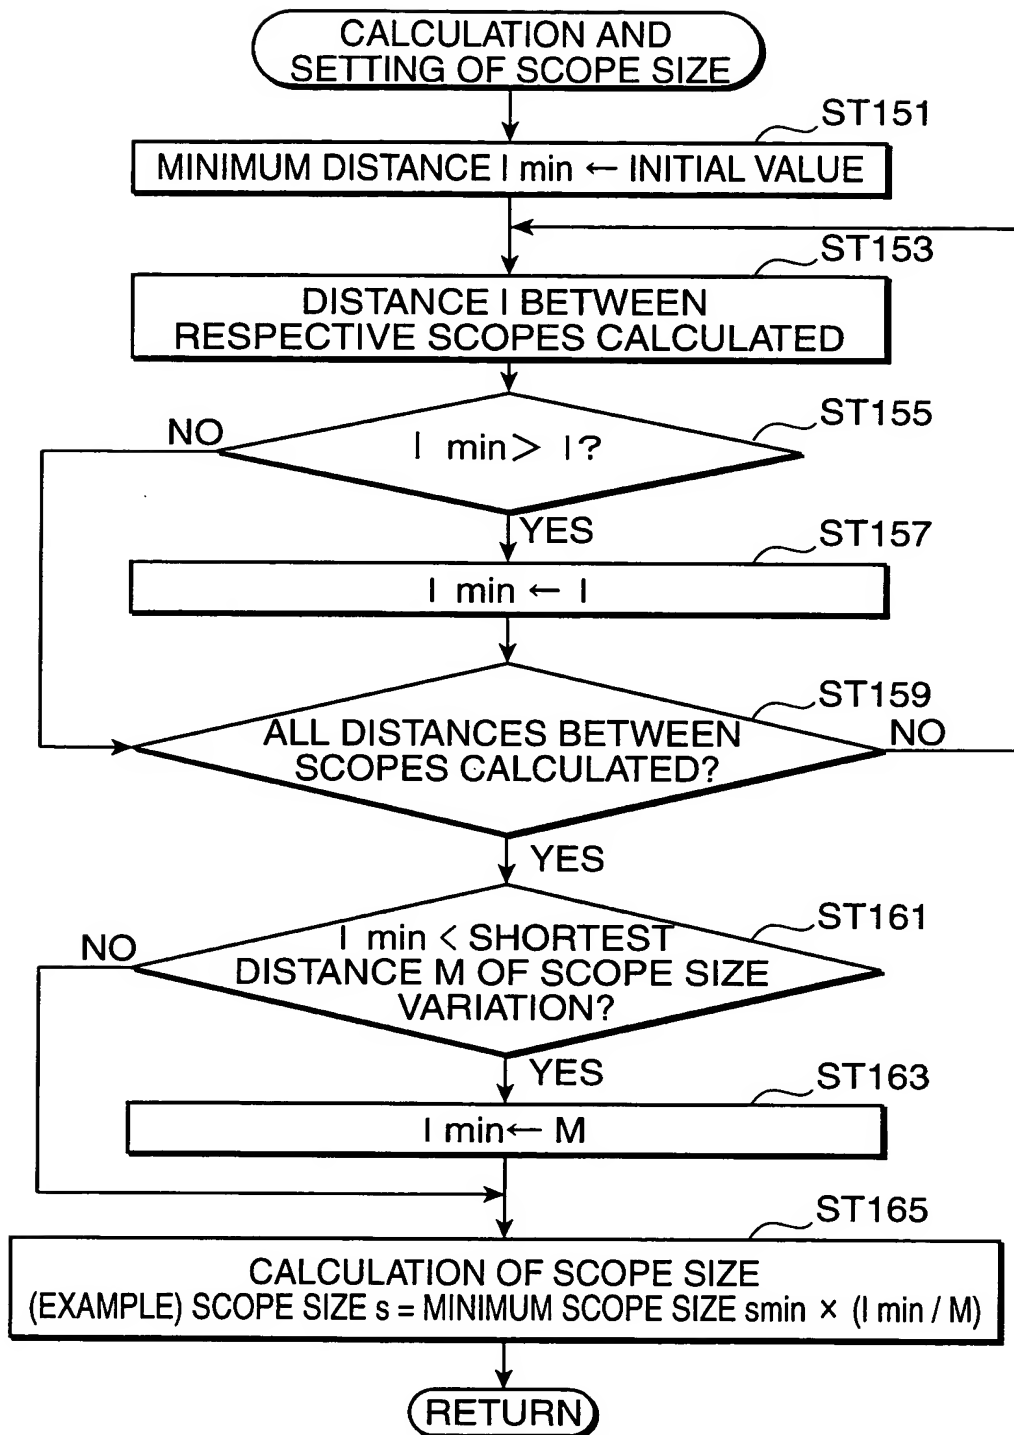 CALCULATION AND
SETTING OF SCOPE SIZE
ST151
MINIMUM DISTANCE l min ← INITIAL VALUE
ST153
DISTANCE l BETWEEN
RESPECTIVE SCOPES CALCULATED
ST155
NO
l min > l?
YES
ST157
l min ← l
ST159
ALL DISTANCES BETWEEN
SCOPES CALCULATED?
NO
YES
ST161
NO
l min < SHORTEST
DISTANCE M OF SCOPE SIZE
VARIATION?
YES
ST163
l min ← M
ST165
CALCULATION OF SCOPE SIZE
(EXAMPLE) SCOPE SIZE s = MINIMUM SCOPE SIZE smin × (l min / M)
RETURN